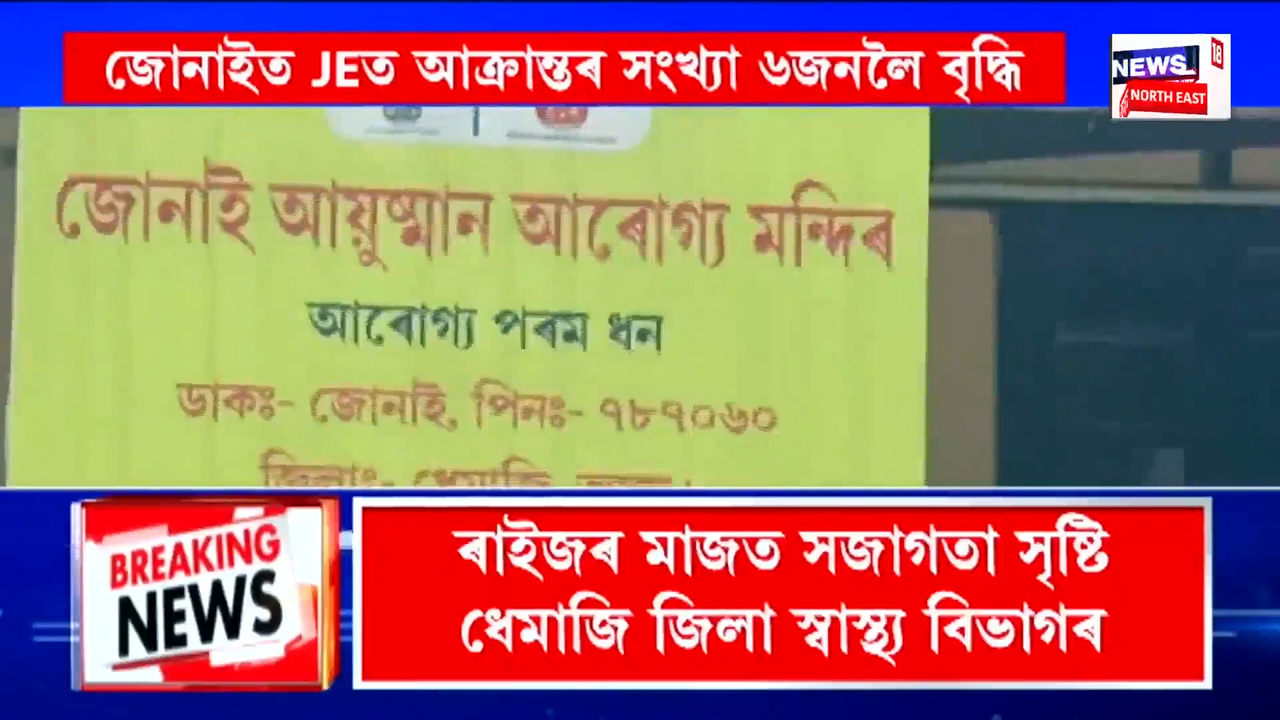 জোনাইত JEত আক্ৰান্তৰ সংখ্যা ৬জনলৈ বৃদ্ধি
NEWS 18
NORTH EAST
জোনাই আয়ুষ্মান আৰোগ্য মন্দিৰ
আৰোগ্য পৰম ধন
ডাকঃ- জোনাই, পিনঃ- ৭৮৭০৬০
জিলাঃ- ধেমাজি,
BREAKING
NEWS
ৰাইজৰ মাজত সজাগতা সৃষ্টি
ধেমাজি জিলা স্বাস্থ্য বিভাগৰ